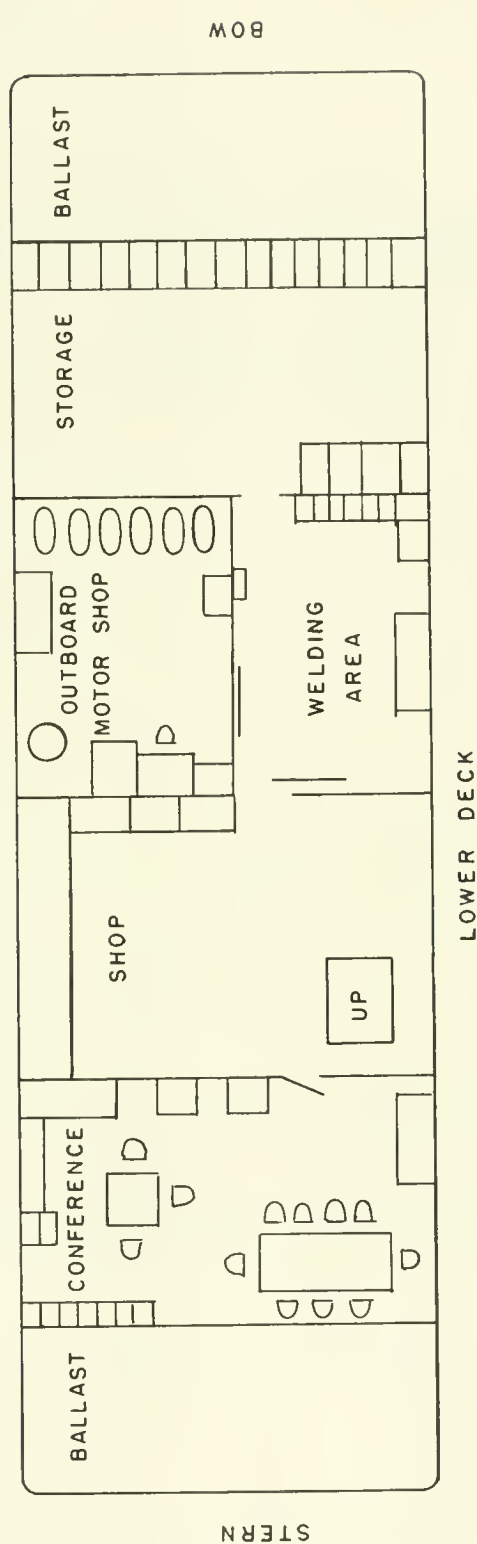 BOW
BALLAST
STORAGE
OUTBOARD
MOTOR SHOP
WELDING
AREA
SHOP
UP
CONFERENCE
BALLAST
STERN
LOWER DECK